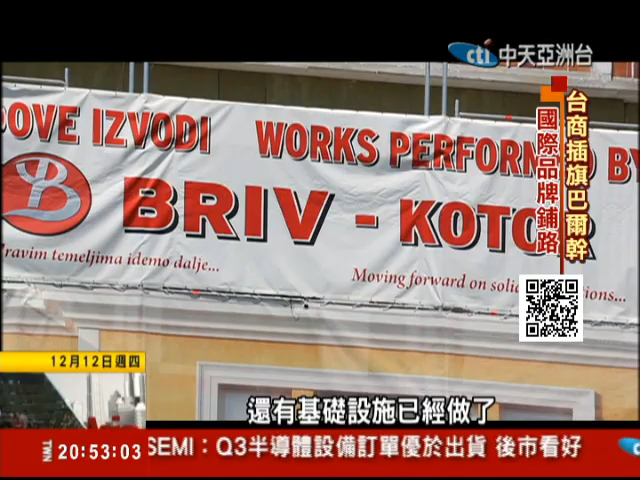 cti 中天亞洲台
台商插旗巴爾幹
國際品牌鋪路
OVE IZVODI WORKS PERFORM BY
BRIV - KOTO
ravim temeljima idemo dalje...
Moving forward on
12月12日週四
還有基礎設施已經做了
TWN 20:53:03 SEMI：Q3半導體設備訂單優於出貨 後市看好